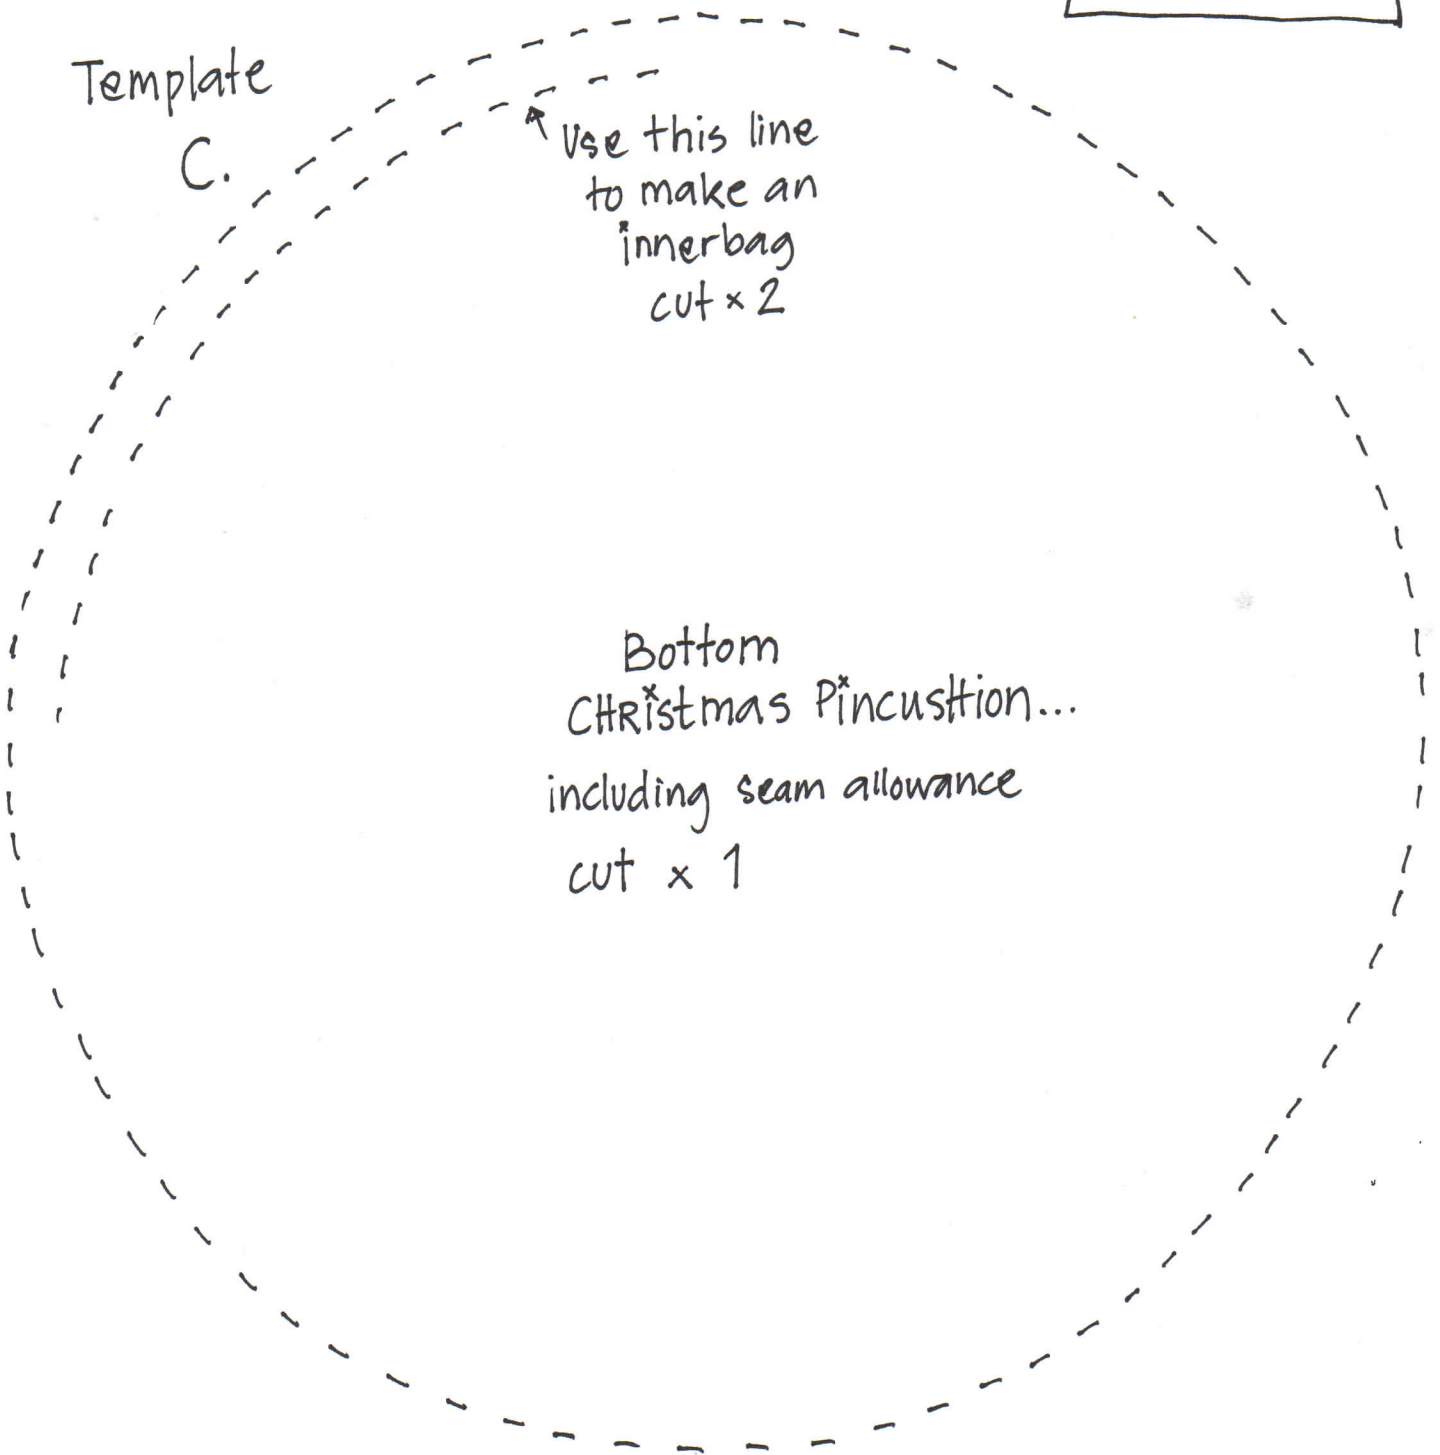 Template
C.
Use this line
to make an
innerbag
cut × 2
Bottom
CHRistmas Pincushion...
including seam allowance
cut × 1